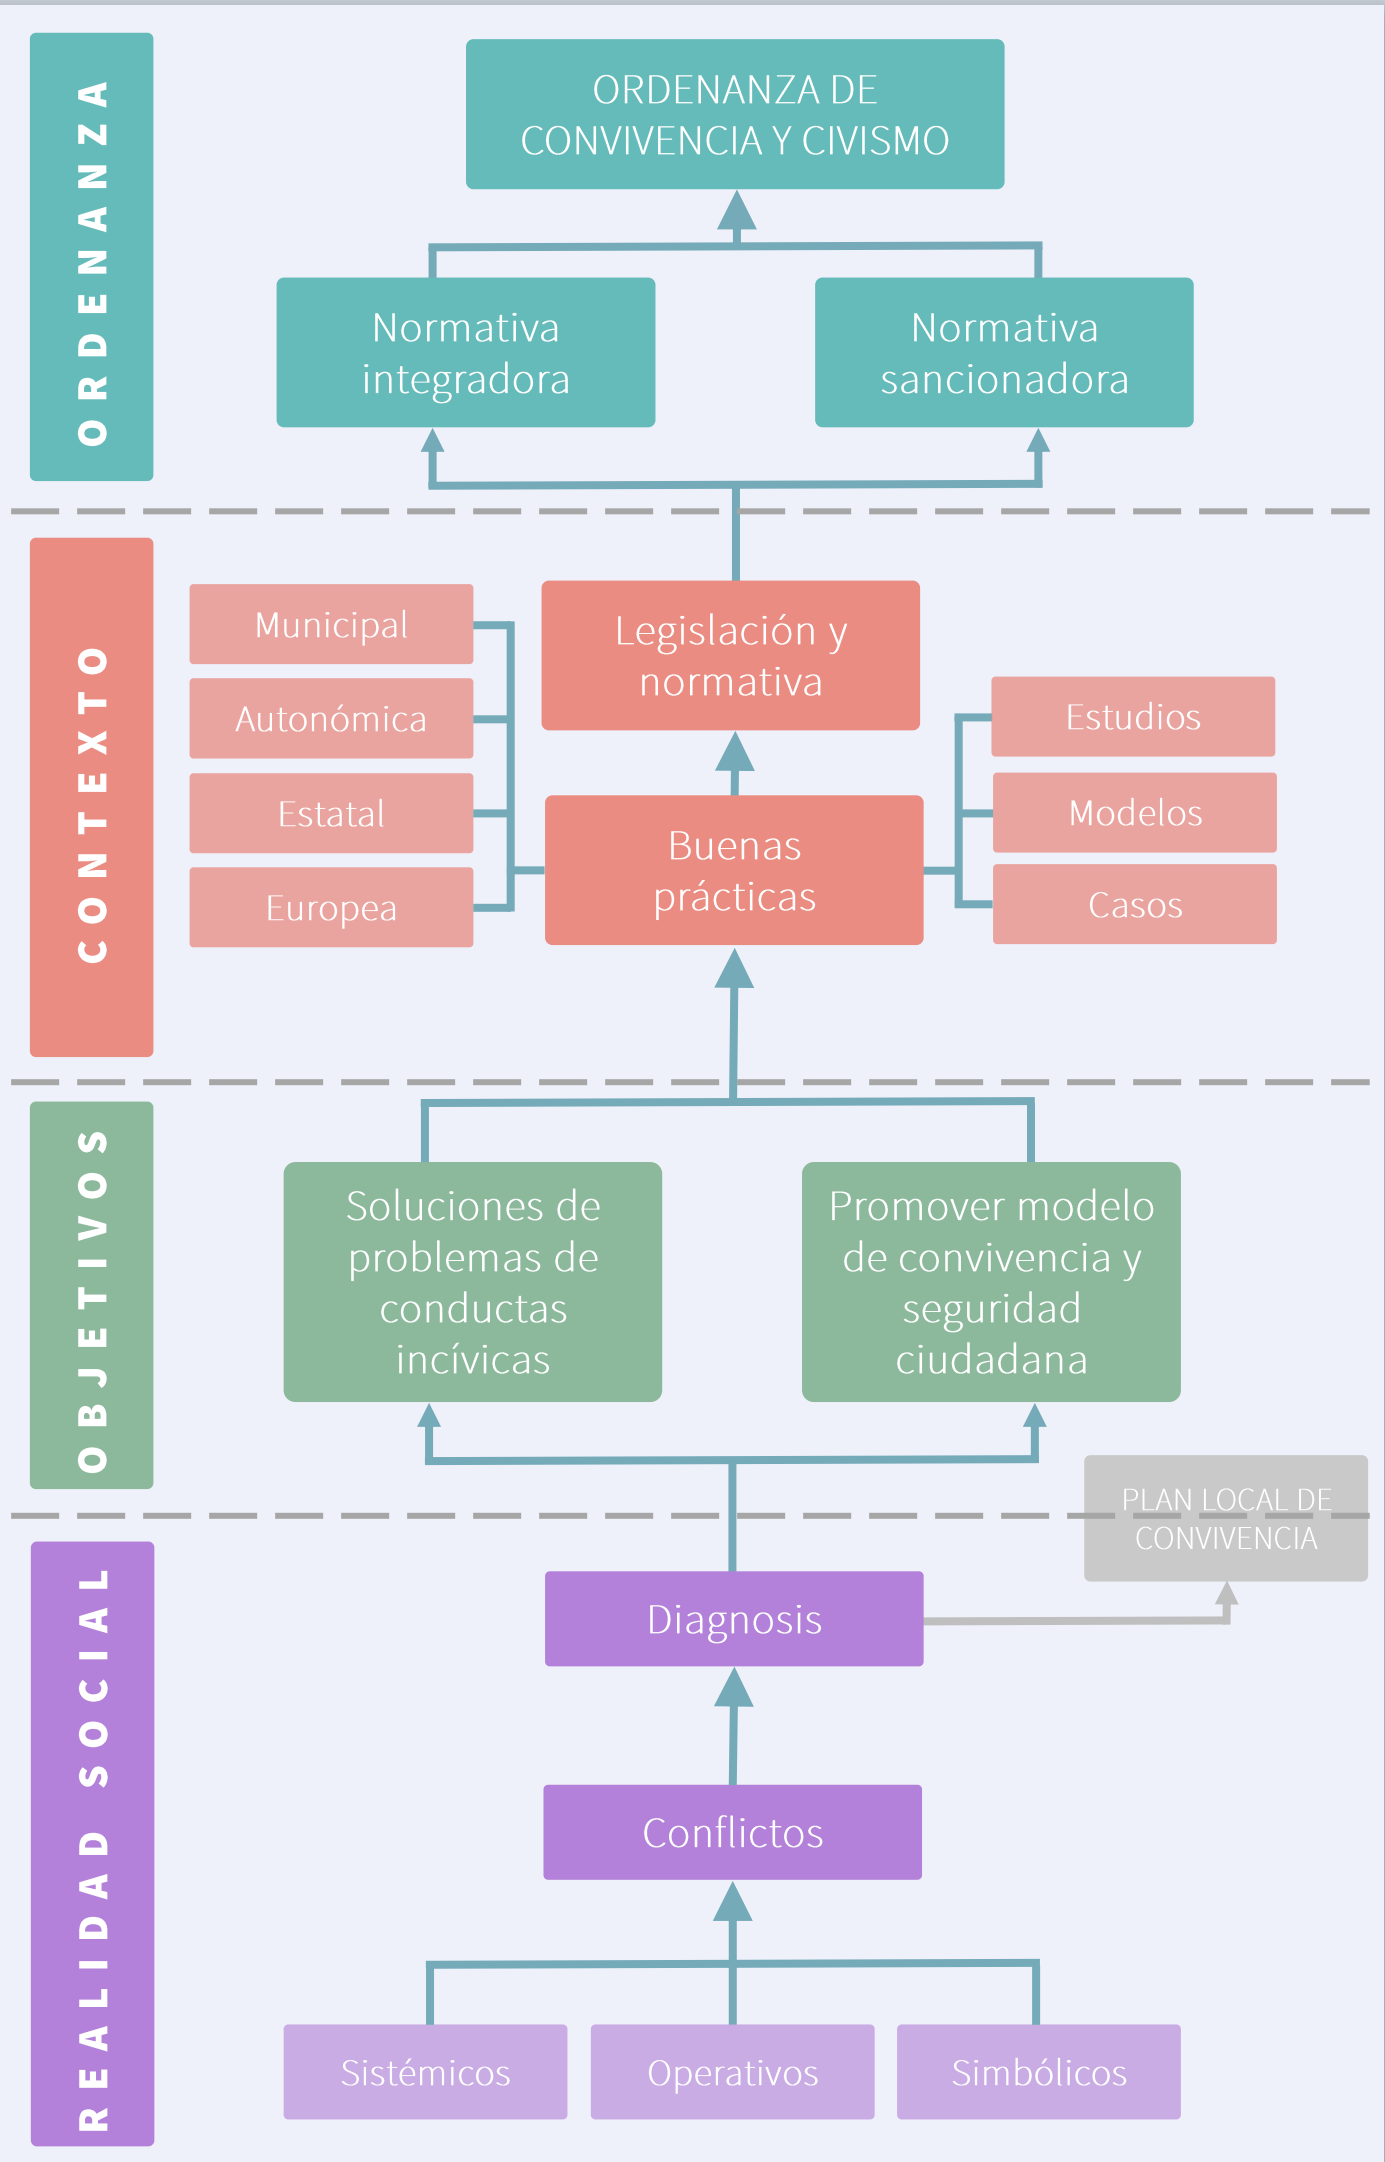 ORDENANZA
ORDENANZA DE
CONVIVENCIA Y CIVISMO
Normativa
integradora
Normativa
sancionadora
CONTEXTO
Municipal
Autonómica
Estatal
Europea
Legislación y
normativa
Buenas
prácticas
Estudios
Modelos
Casos
OBJETIVOS
Soluciones de
problemas de
conductas
incívicas
Promover modelo
de convivencia y
seguridad
ciudadana
PLAN LOCAL DE
CONVIVENCIA
REALIDAD SOCIAL
Diagnosis
Conflictos
Sistémicos
Operativos
Simbólicos